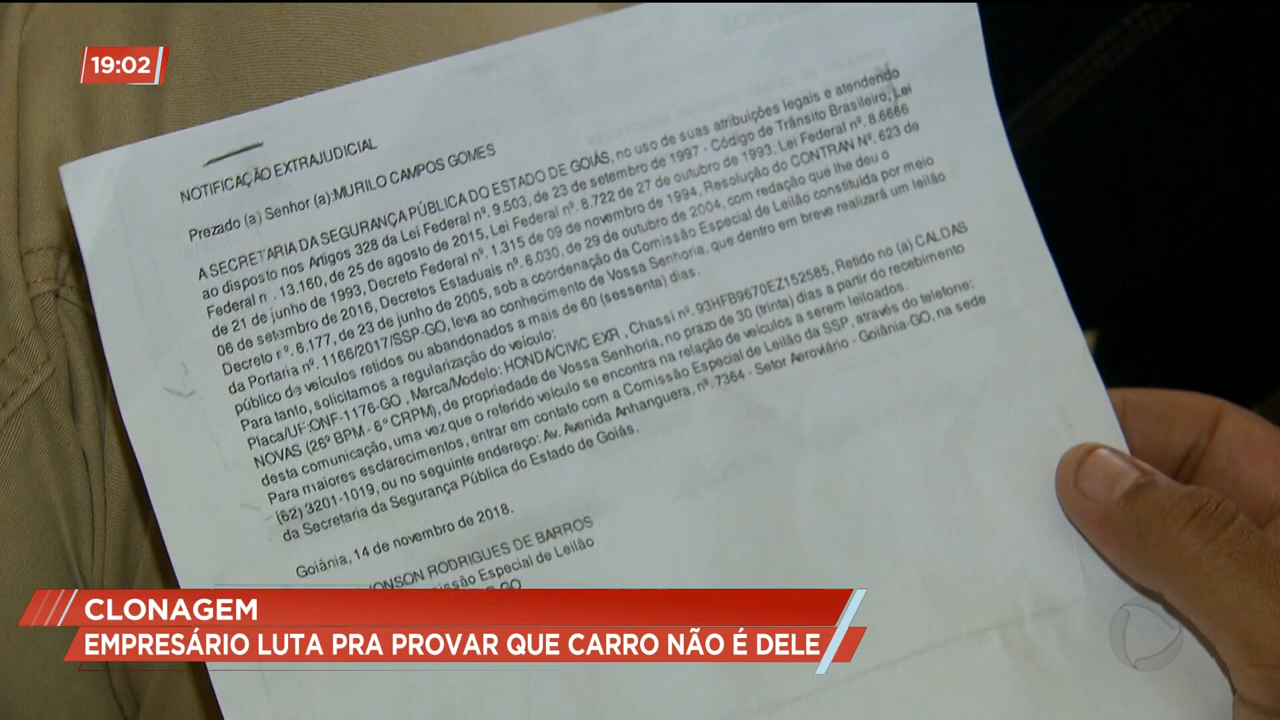 19:02
NOTIFICAÇÃO EXTRAJUDICIAL
Prezado (a) Senhor (a):MURILO CAMPOS GOMES
A SECRETARIA DA SEGURANÇA PÚBLICA DO ESTADO DE GOIÁS, no uso de suas atribuições legais e atendendo
ao disposto nos Artigos 328 da Lei Federal nº. 9.503, de 23 de setembro de 1997 - Código de Trânsito Brasileiro, Lei
Federal n . 13.160, de 25 de agosto de 2015, Lei Federal nº. 8.722 de 27 de outubro de 1993, Lei Federal nº. 8.6666
de 21 de junho de 1993, Decreto Federal nº. 1.315 de 09 de novembro de 1994, Resolução do CONTRAN Nº. 623 de
06 de setembro de 2016, Decretos Estaduais nº. 6.030, de 29 de outubro de 2004, com redação que lhe deu o
Decreto nº. 6.177, de 23 de junho de 2005, sob a coordenação da Comissão Especial de Leilão constituída por meio
da Portaria nº. 1166/2017/SSP-GO, leva ao conhecimento de Vossa Senhoria, que dentro em breve realizará um leilão
público de veículos retidos ou abandonados a mais de 60 (sessenta) dias.
Para tanto, solicitamos a regularização do veículo:
Placa/UF:ONF-1176-GO , Marca/Modelo: HONDA/CIVIC EXR , Chassi nº. 93HFB9670EZ152585, Retido no (a) CALDAS
NOVAS (26º BPM - 6º CRPM), de propriedade de Vossa Senhoria, no prazo de 30 (trinta) dias a partir do recebimento
desta comunicação, uma vez que o referido veículo se encontra na relação de veículos a serem leiloados.
Para maiores esclarecimentos, entrar em contato com a Comissão Especial de Leilão da SSP, através do telefone:
(62) 3201-1019, ou no seguinte endereço: Av. Avenida Anhanguera, nº. 7364 - Setor Aeroviário - Goiânia-GO, na sede
da Secretaria da Segurança Pública do Estado de Goiás.
Goiânia, 14 de novembro de 2018.
RODRIGUES DE BARROS
Especial de Leilão
CLONAGEM
EMPRESÁRIO LUTA PRA PROVAR QUE CARRO NÃO É DELE